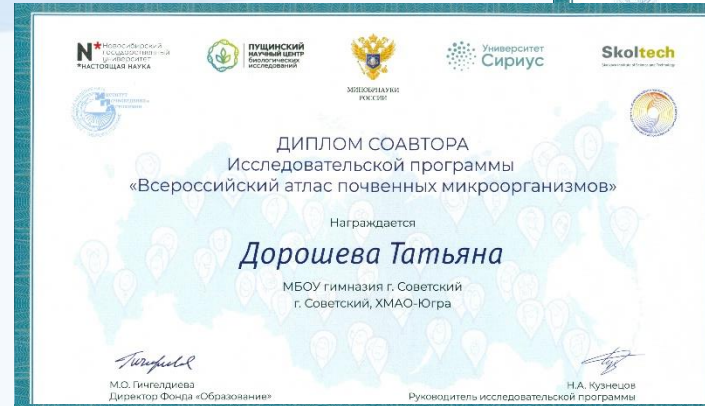 N*Новосибирский
государственный
университет
*НАСТОЯЩАЯ НАУКА
ПУЩИНСКИЙ
НАУЧНЫЙ ЦЕНТР
биологических
исследований
МИНОБРНАУКИ
РОССИИ
Университет
Сириус
Skoltech
ДИПЛОМ СОАВТОРА
Исследовательской программы
«Всероссийский атлас почвенных микроорганизмов»
Награждается
Дорошева Татьяна
МБОУ гимназия г. Советский
г. Советский, ХМАО-Югра
М.О. Гичгелдиева
Директор Фонда «Образование»
Н.А. Кузнецов
Руководитель исследовательской программы